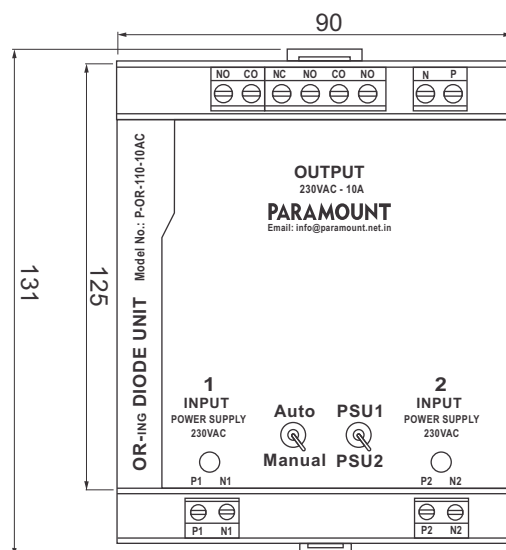 90
NO CO NC NO CO NO N P
OUTPUT
230VAC - 10A
PARAMOUNT
Email: info@paramount.net.in
131
125
OR-ING DIODE UNIT Model No.: P-OR-110-10AC
1
INPUT
POWER SUPPLY
230VAC
P1 N1
Auto
Manual
PSU1
PSU2
2
INPUT
POWER SUPPLY
230VAC
P2 N2
P1 N1
P2 N2